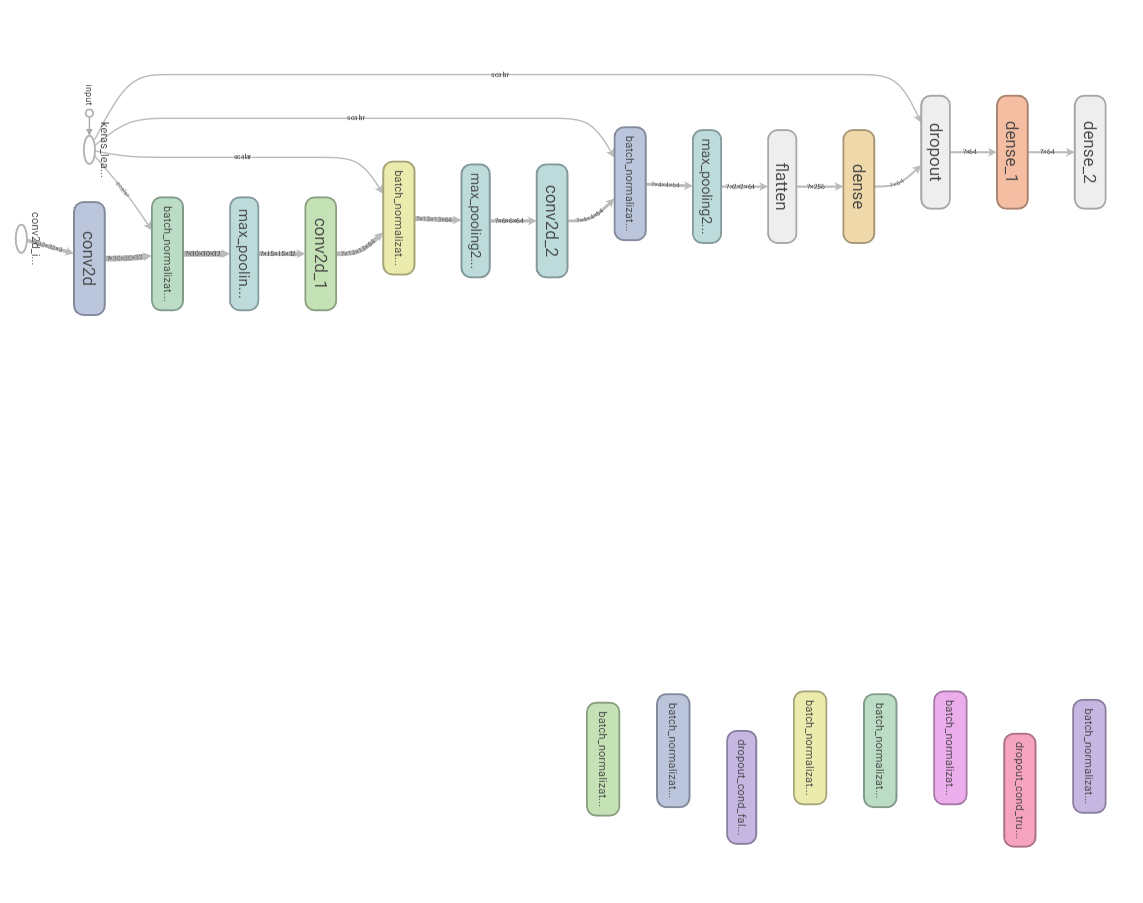 scalar
input
scalar
keras_lea...
scalar
scalar
conv2d_i...
conv2d
?×30×30×32
batch_normalizat...
?×30×30×32
max_poolin...
?×15×15×32
conv2d_1
?×13×13×64
batch_normalizat...
?×13×13×64
max_pooling2...
?×6×6×64
conv2d_2
?×4×4×64
batch_normalizat...
?×4×4×64
max_pooling2...
?×2×2×64
flatten
?×256
dense
?×64
dropout
?×64
dense_1
?×64
dense_2
batch_normalizat...
batch_normalizat...
dropout_cond_fal...
batch_normalizat...
batch_normalizat...
batch_normalizat...
dropout_cond_tru...
batch_normalizat...